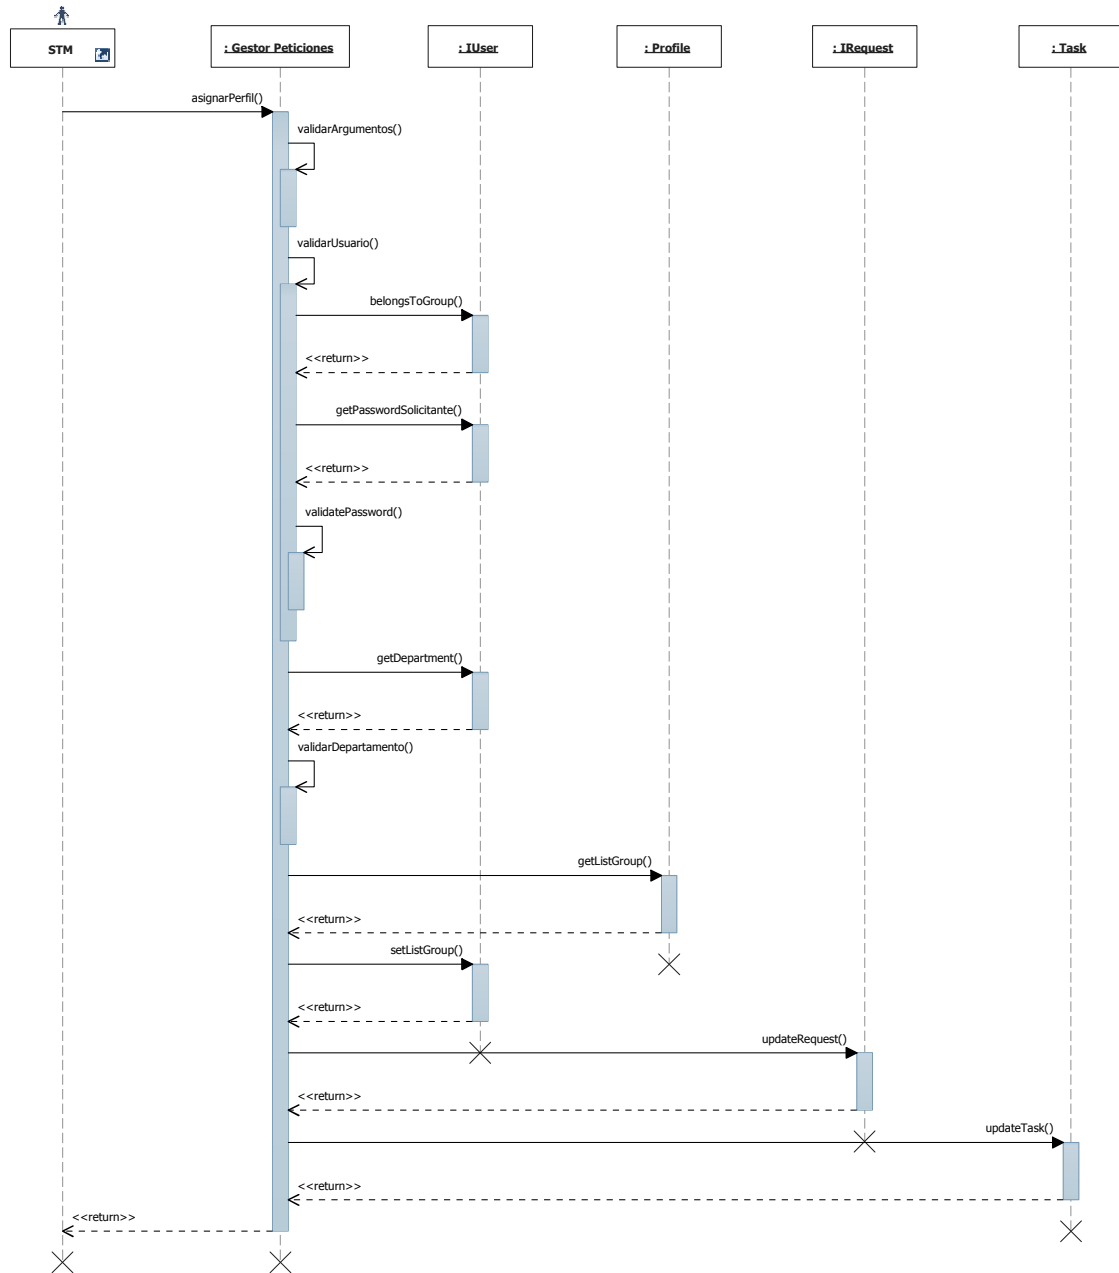 STM
: Gestor Peticiones
: IUser
: Profile
: IRequest
: Task
asignarPerfil()
validarArgumentos()
validarUsuario()
belongsToGroup()
<<return>>
getPasswordSolicitante()
<<return>>
validatePassword()
getDepartment()
<<return>>
validarDepartamento()
getListGroup()
<<return>>
setListGroup()
<<return>>
updateRequest()
<<return>>
updateTask()
<<return>>
<<return>>